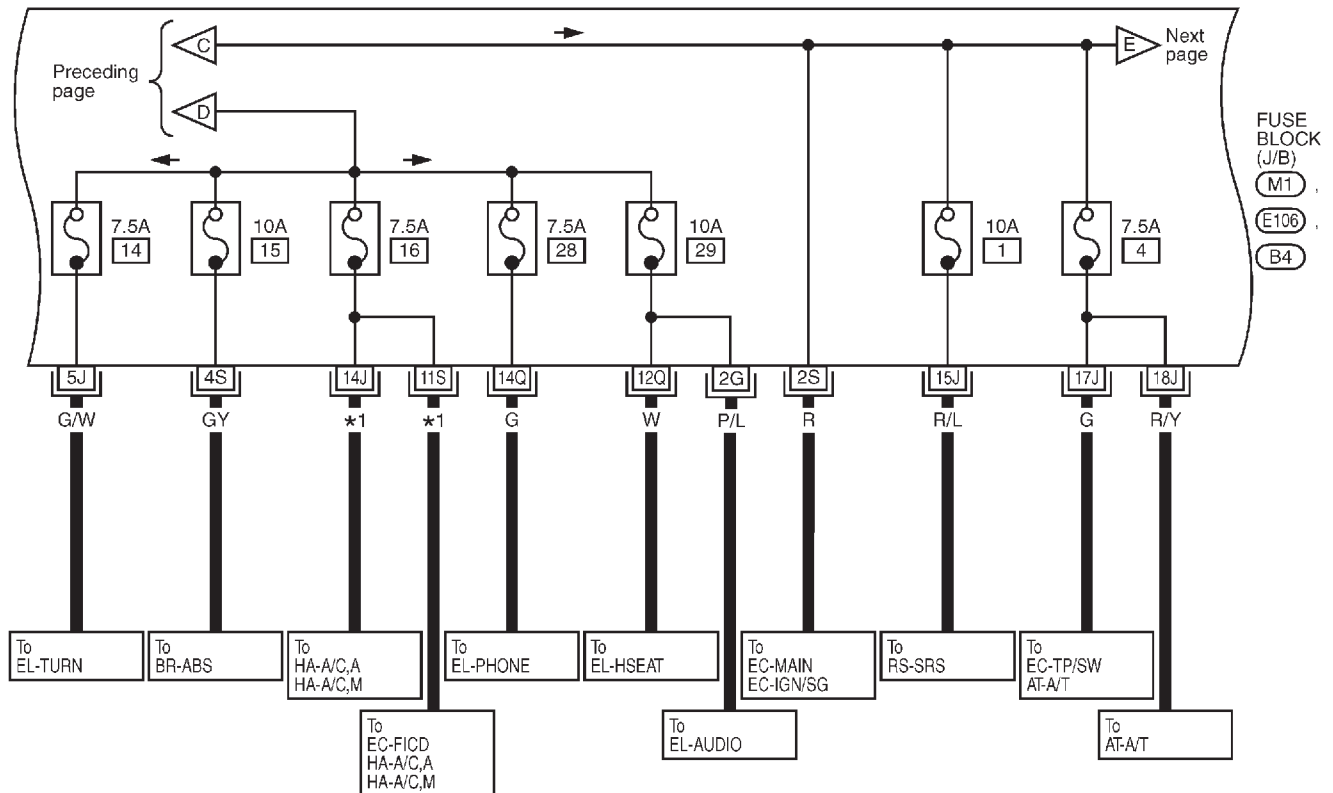 C
E
Next
page
Preceding
page
D
FUSE
BLOCK
(J/B)
M1 ,
E106 ,
B4
7.5A
14
10A
15
7.5A
16
7.5A
28
10A
29
10A
1
7.5A
4
5J 4S 14J 11S 14Q 12Q 2G 2S 15J 17J 18J
G/W GY ★1 ★1 G W P/L R R/L G R/Y
To
EL-TURN
To
BR-ABS
To
HA-A/C,A
HA-A/C,M
To
EL-PHONE
To
EL-HSEAT
To
EC-MAIN
EC-IGN/SG
To
RS-SRS
To
EC-TP/SW
AT-A/T
To
EC-FICD
HA-A/C,A
HA-A/C,M
To
EL-AUDIO
To
AT-A/T